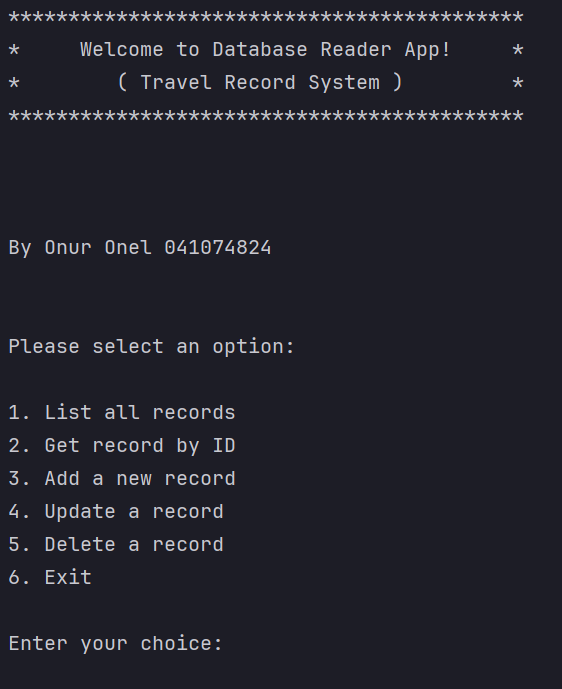 *******************************************
*     Welcome to Database Reader App!     *
*        ( Travel Record System )         *
*******************************************
By Onur Onel 041074824
Please select an option:
1. List all records
2. Get record by ID
3. Add a new record
4. Update a record
5. Delete a record
6. Exit
Enter your choice: